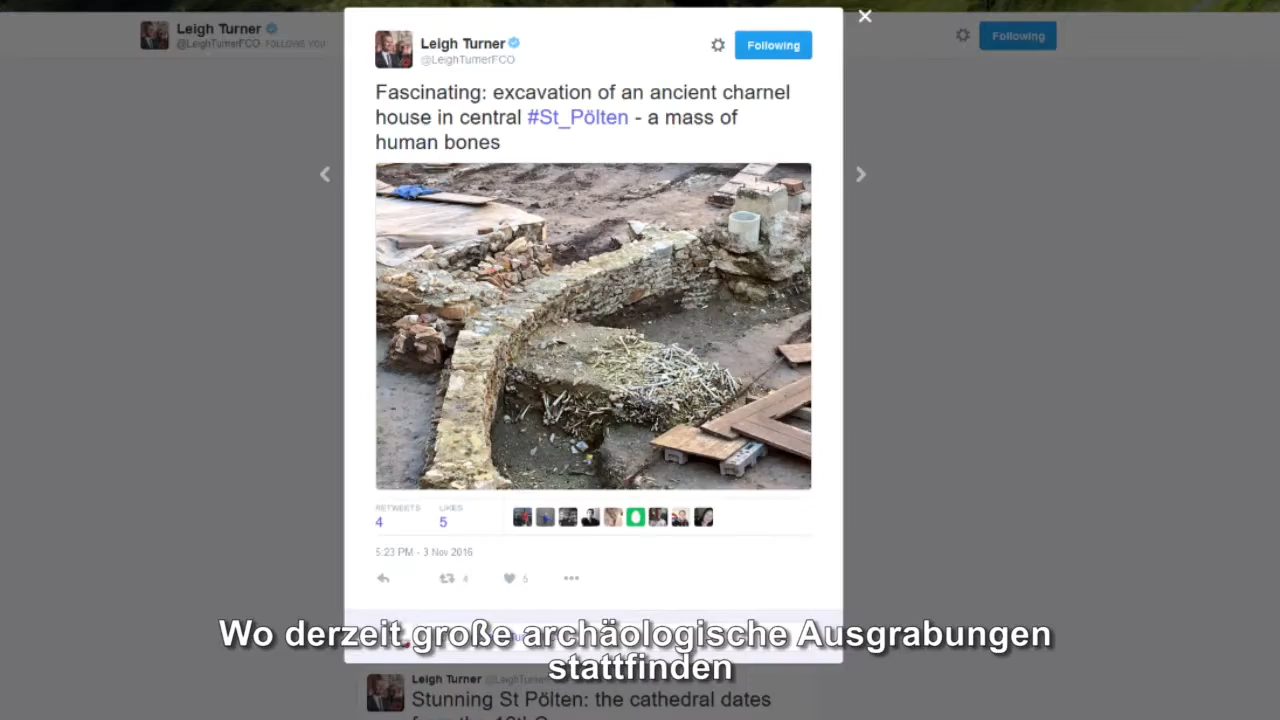 Leigh Turner
@LeighTurnerFCO FOLLOWS YOU
Following
Leigh Turner
@LeighTurnerFCO
Following
Fascinating: excavation of an ancient charnel
house in central #St_Pölten - a mass of
human bones
RETWEETS
LIKES
4
5
5:23 PM - 3 Nov 2016
4
5
Wo derzeit große archäologische Ausgrabungen
stattfinden
Leigh Turner
Stunning St Pölten: the cathedral dates